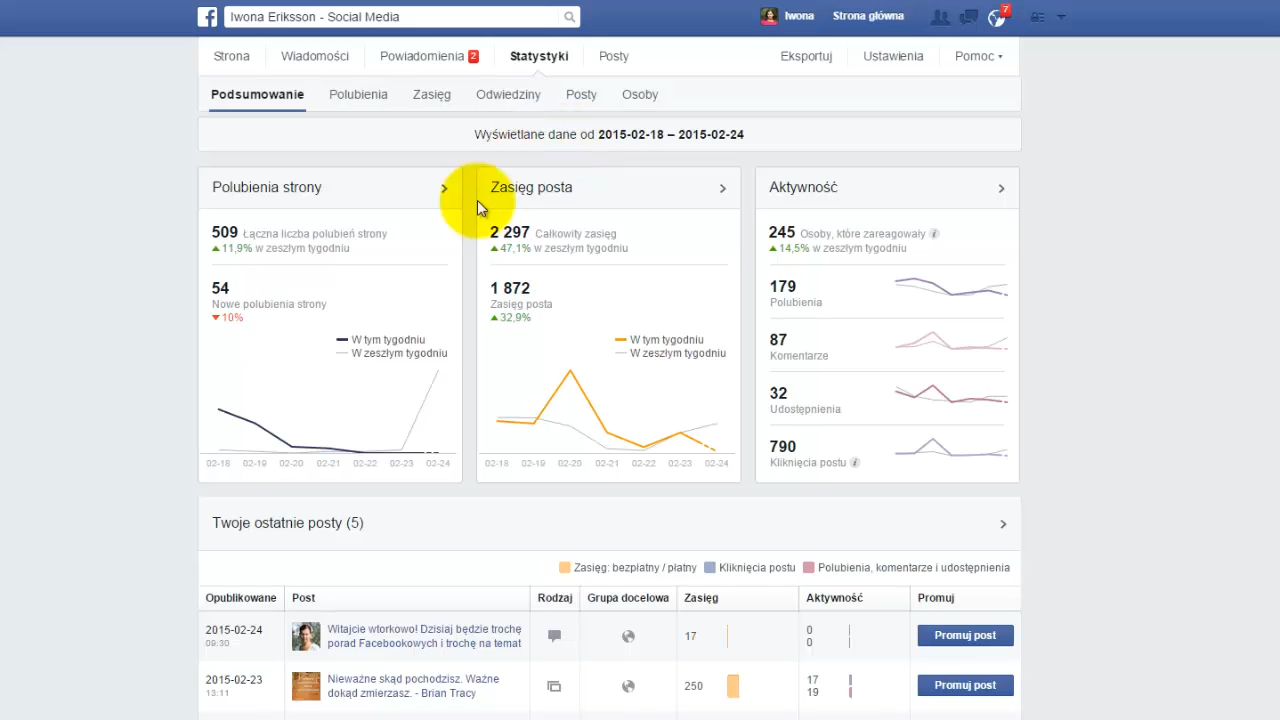 Iwona Eriksson - Social Media
Iwona
Strona główna
7
Strona
Wiadomości
Powiadomienia 2
Statystyki
Posty
Eksportuj
Ustawienia
Pomoc
Podsumowanie
Polubienia
Zasięg
Odwiedziny
Posty
Osoby
Wyświetlane dane od 2015-02-18 – 2015-02-24
Polubienia strony
509 Łączna liczba polubień strony
11,9% w zeszłym tygodniu
54
Nowe polubienia strony
10%
W tym tygodniu
W zeszłym tygodniu
02-18 02-19 02-20 02-21 02-22 02-23 02-24
Zasięg posta
2 297 Całkowity zasięg
47,1% w zeszłym tygodniu
1 872
Zasięg posta
32,9%
W tym tygodniu
W zeszłym tygodniu
02-18 02-19 02-20 02-21 02-22 02-23 02-24
Aktywność
245 Osoby, które zareagowały
14,5% w zeszłym tygodniu
179
Polubienia
87
Komentarze
32
Udostępnienia
790
Kliknięcia postu
Twoje ostatnie posty (5)
Zasięg: bezpłatny / płatny
Kliknięcia postu
Polubienia, komentarze i udostępnienia
Opublikowane Post Rodzaj Grupa docelowa Zasięg Aktywność Promuj
2015-02-24
09:30
Witajcie wtorkowo! Dzisiaj będzie trochę
porad Facebookowych i trochę na temat
17
0
0
Promuj post
2015-02-23
13:11
Nieważne skąd pochodzisz. Ważne
dokąd zmierzasz. - Brian Tracy
250
17
19
Promuj post